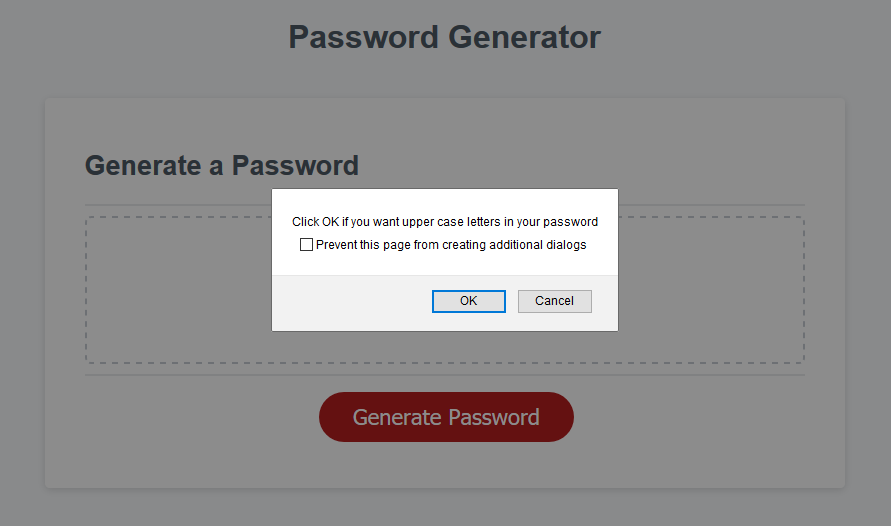 Password Generator
Generate a Password
Click OK if you want upper case letters in your password
Prevent this page from creating additional dialogs
OK
Cancel
Generate Password